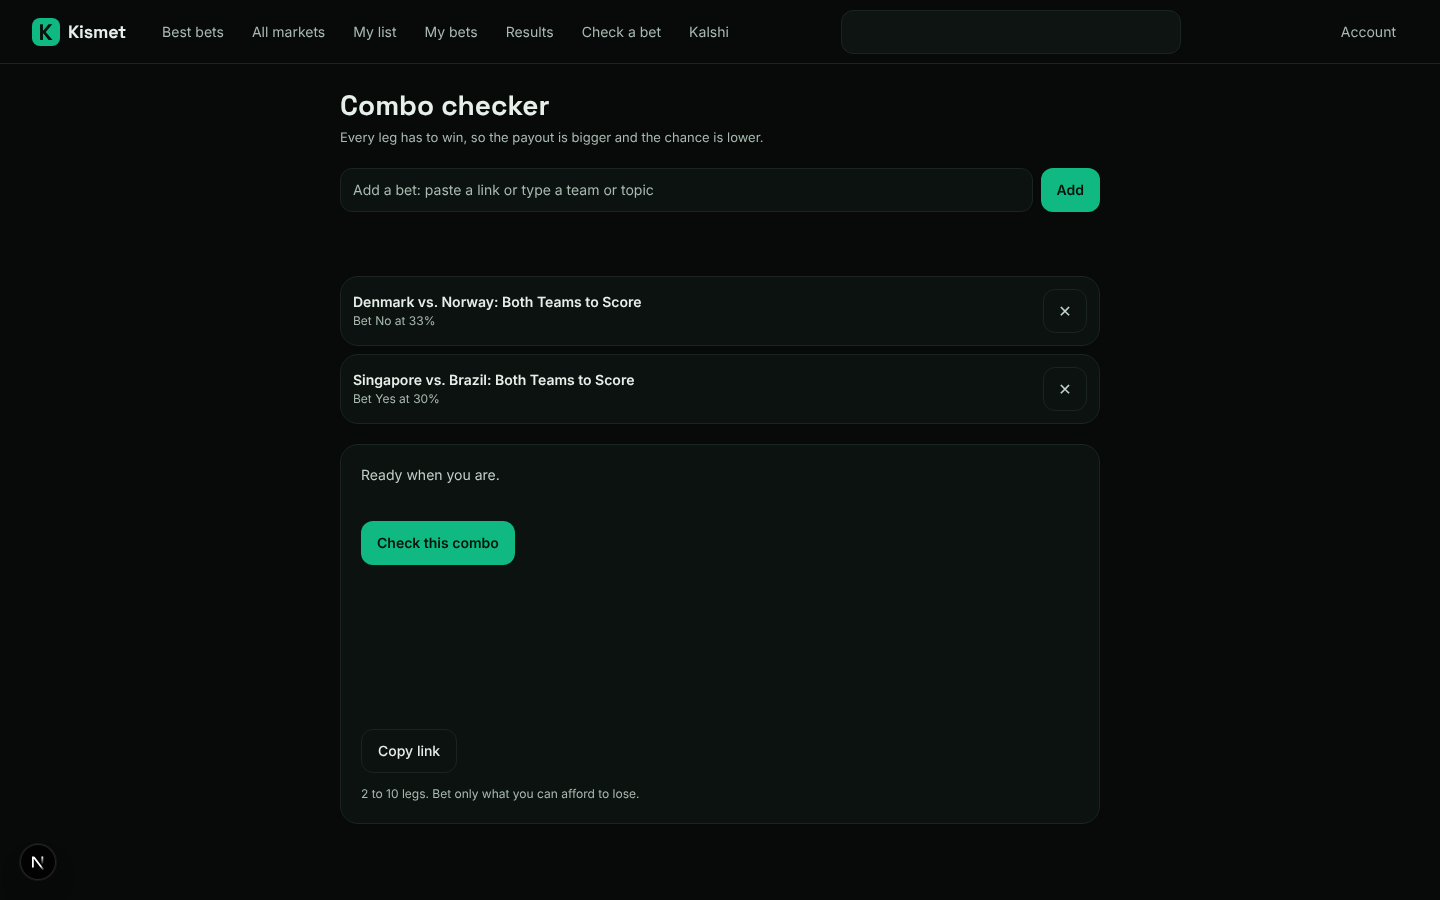 K Kismet Best bets All markets My list My bets Results Check a bet Kalshi Account
Combo checker
Every leg has to win, so the payout is bigger and the chance is lower.
Add a bet: paste a link or type a team or topic Add
Denmark vs. Norway: Both Teams to Score
Bet No at 33%
✕
Singapore vs. Brazil: Both Teams to Score
Bet Yes at 30%
✕
Ready when you are.
Check this combo
Copy link
2 to 10 legs. Bet only what you can afford to lose.
N